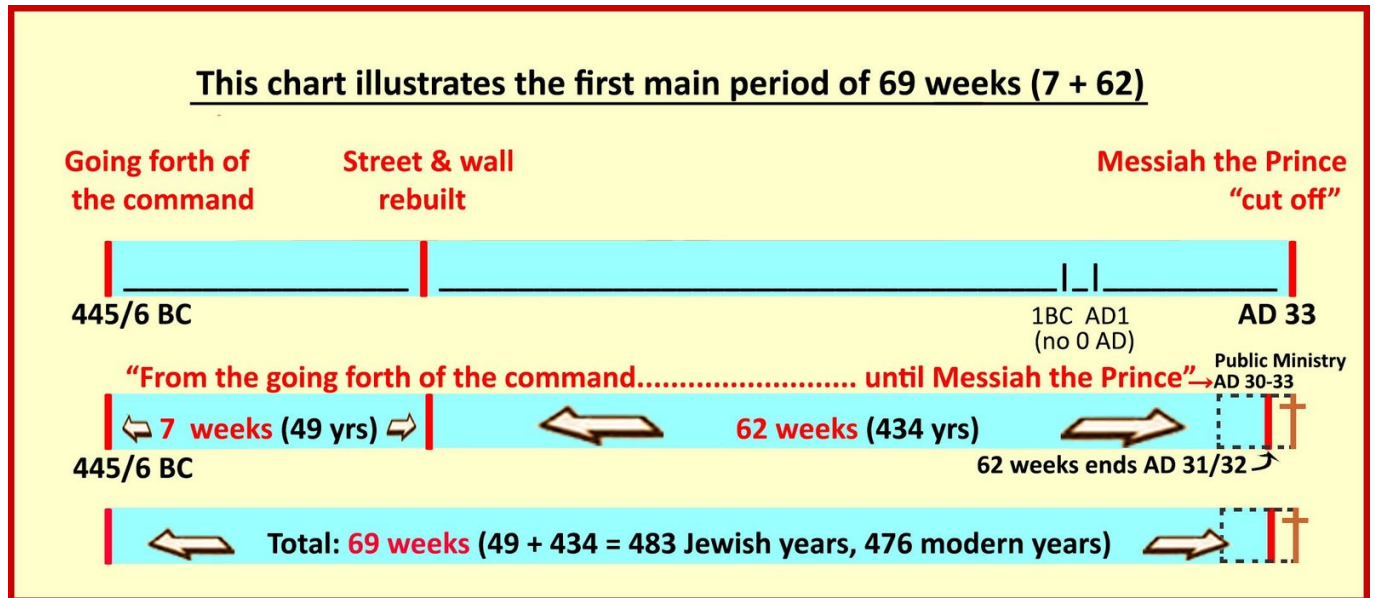 This chart illustrates the first main period of 69 weeks (7 + 62)
Going forth of
the command
Street & wall
rebuilt
Messiah the Prince
“cut off”
445/6 BC
1BC AD1
(no 0 AD)
AD 33
“From the going forth of the command.......................... until Messiah the Prince”→
Public Ministry
AD 30-33
7 weeks (49 yrs)
62 weeks (434 yrs)
445/6 BC
62 weeks ends AD 31/32
Total: 69 weeks (49 + 434 = 483 Jewish years, 476 modern years)